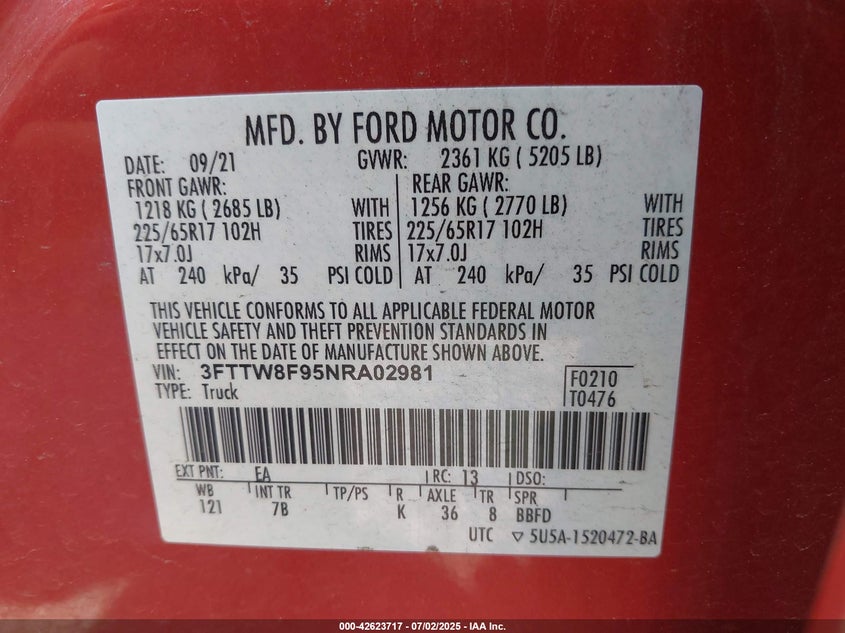 MFD. BY FORD MOTOR CO.
DATE: 09/21 GVWR: 2361 KG ( 5205 LB)
FRONT GAWR: REAR GAWR:
1218 KG ( 2685 LB) WITH 1256 KG ( 2770 LB) WITH
225/65R17 102H TIRES 225/65R17 102H TIRES
17x7.0J RIMS 17x7.0J RIMS
AT 240 kPa/ 35 PSI COLD AT 240 kPa/ 35 PSI COLD
THIS VEHICLE CONFORMS TO ALL APPLICABLE FEDERAL MOTOR
VEHICLE SAFETY AND THEFT PREVENTION STANDARDS IN
EFFECT ON THE DATE OF MANUFACTURE SHOWN ABOVE.
VIN: 3FTTW8F95NRA02981 F0210
TYPE: Truck T0476
EXT PNT: EA RC: 13 DSO:
WB INT TR TP/PS R AXLE TR SPR
121 7B K 36 8 BBFD
UTC ▽ 5U5A-1520472-BA
000-42623717 - 07/02/2025 - IAA Inc.